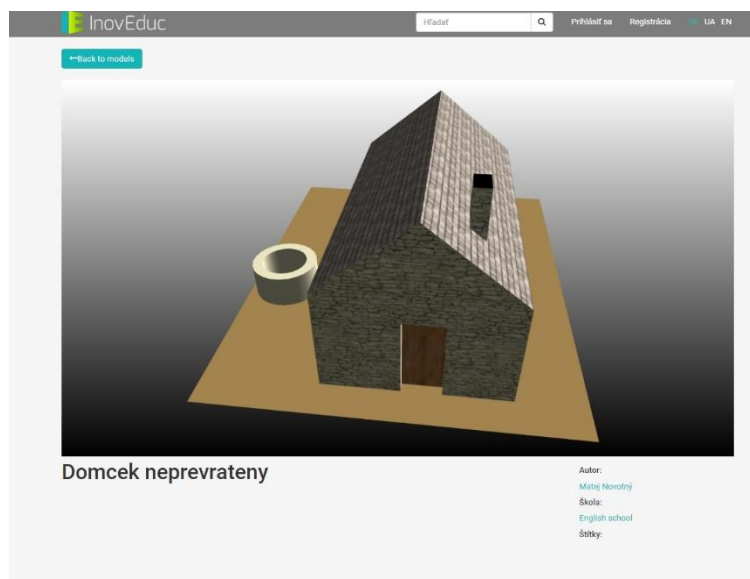 InovEduc
Hľadať
Prihlásiť sa Registrácia SK UA EN
←Back to models
Domcek neprevrateny
Autor:
Matej Novotný
Škola:
English school
Štítky: